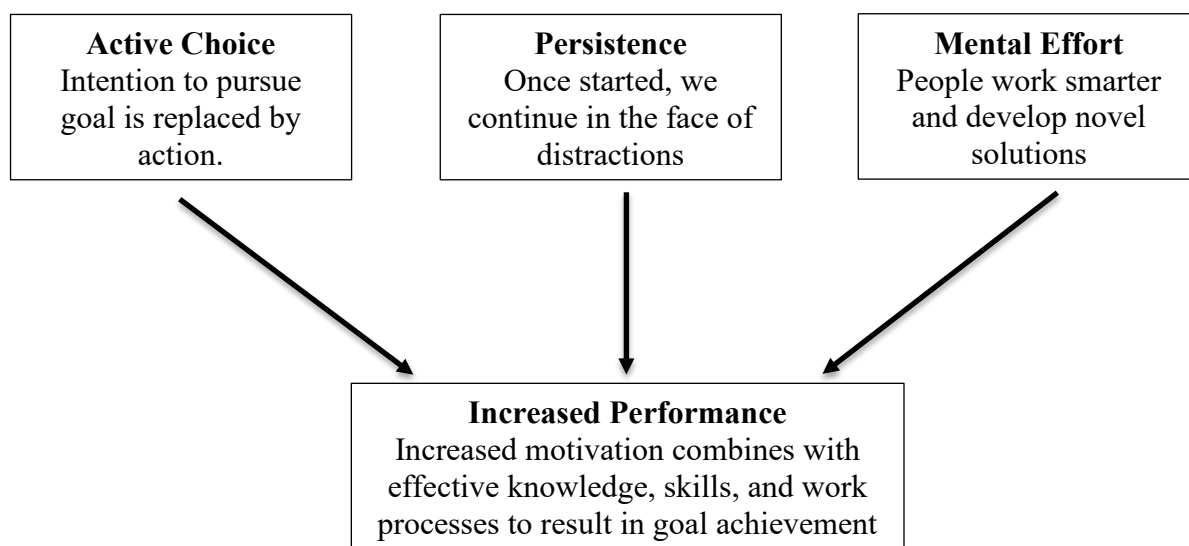 Active Choice
Intention to pursue
goal is replaced by
action.
Persistence
Once started, we
continue in the face of
distractions
Mental Effort
People work smarter
and develop novel
solutions
Increased Performance
Increased motivation combines with
effective knowledge, skills, and work
processes to result in goal achievement